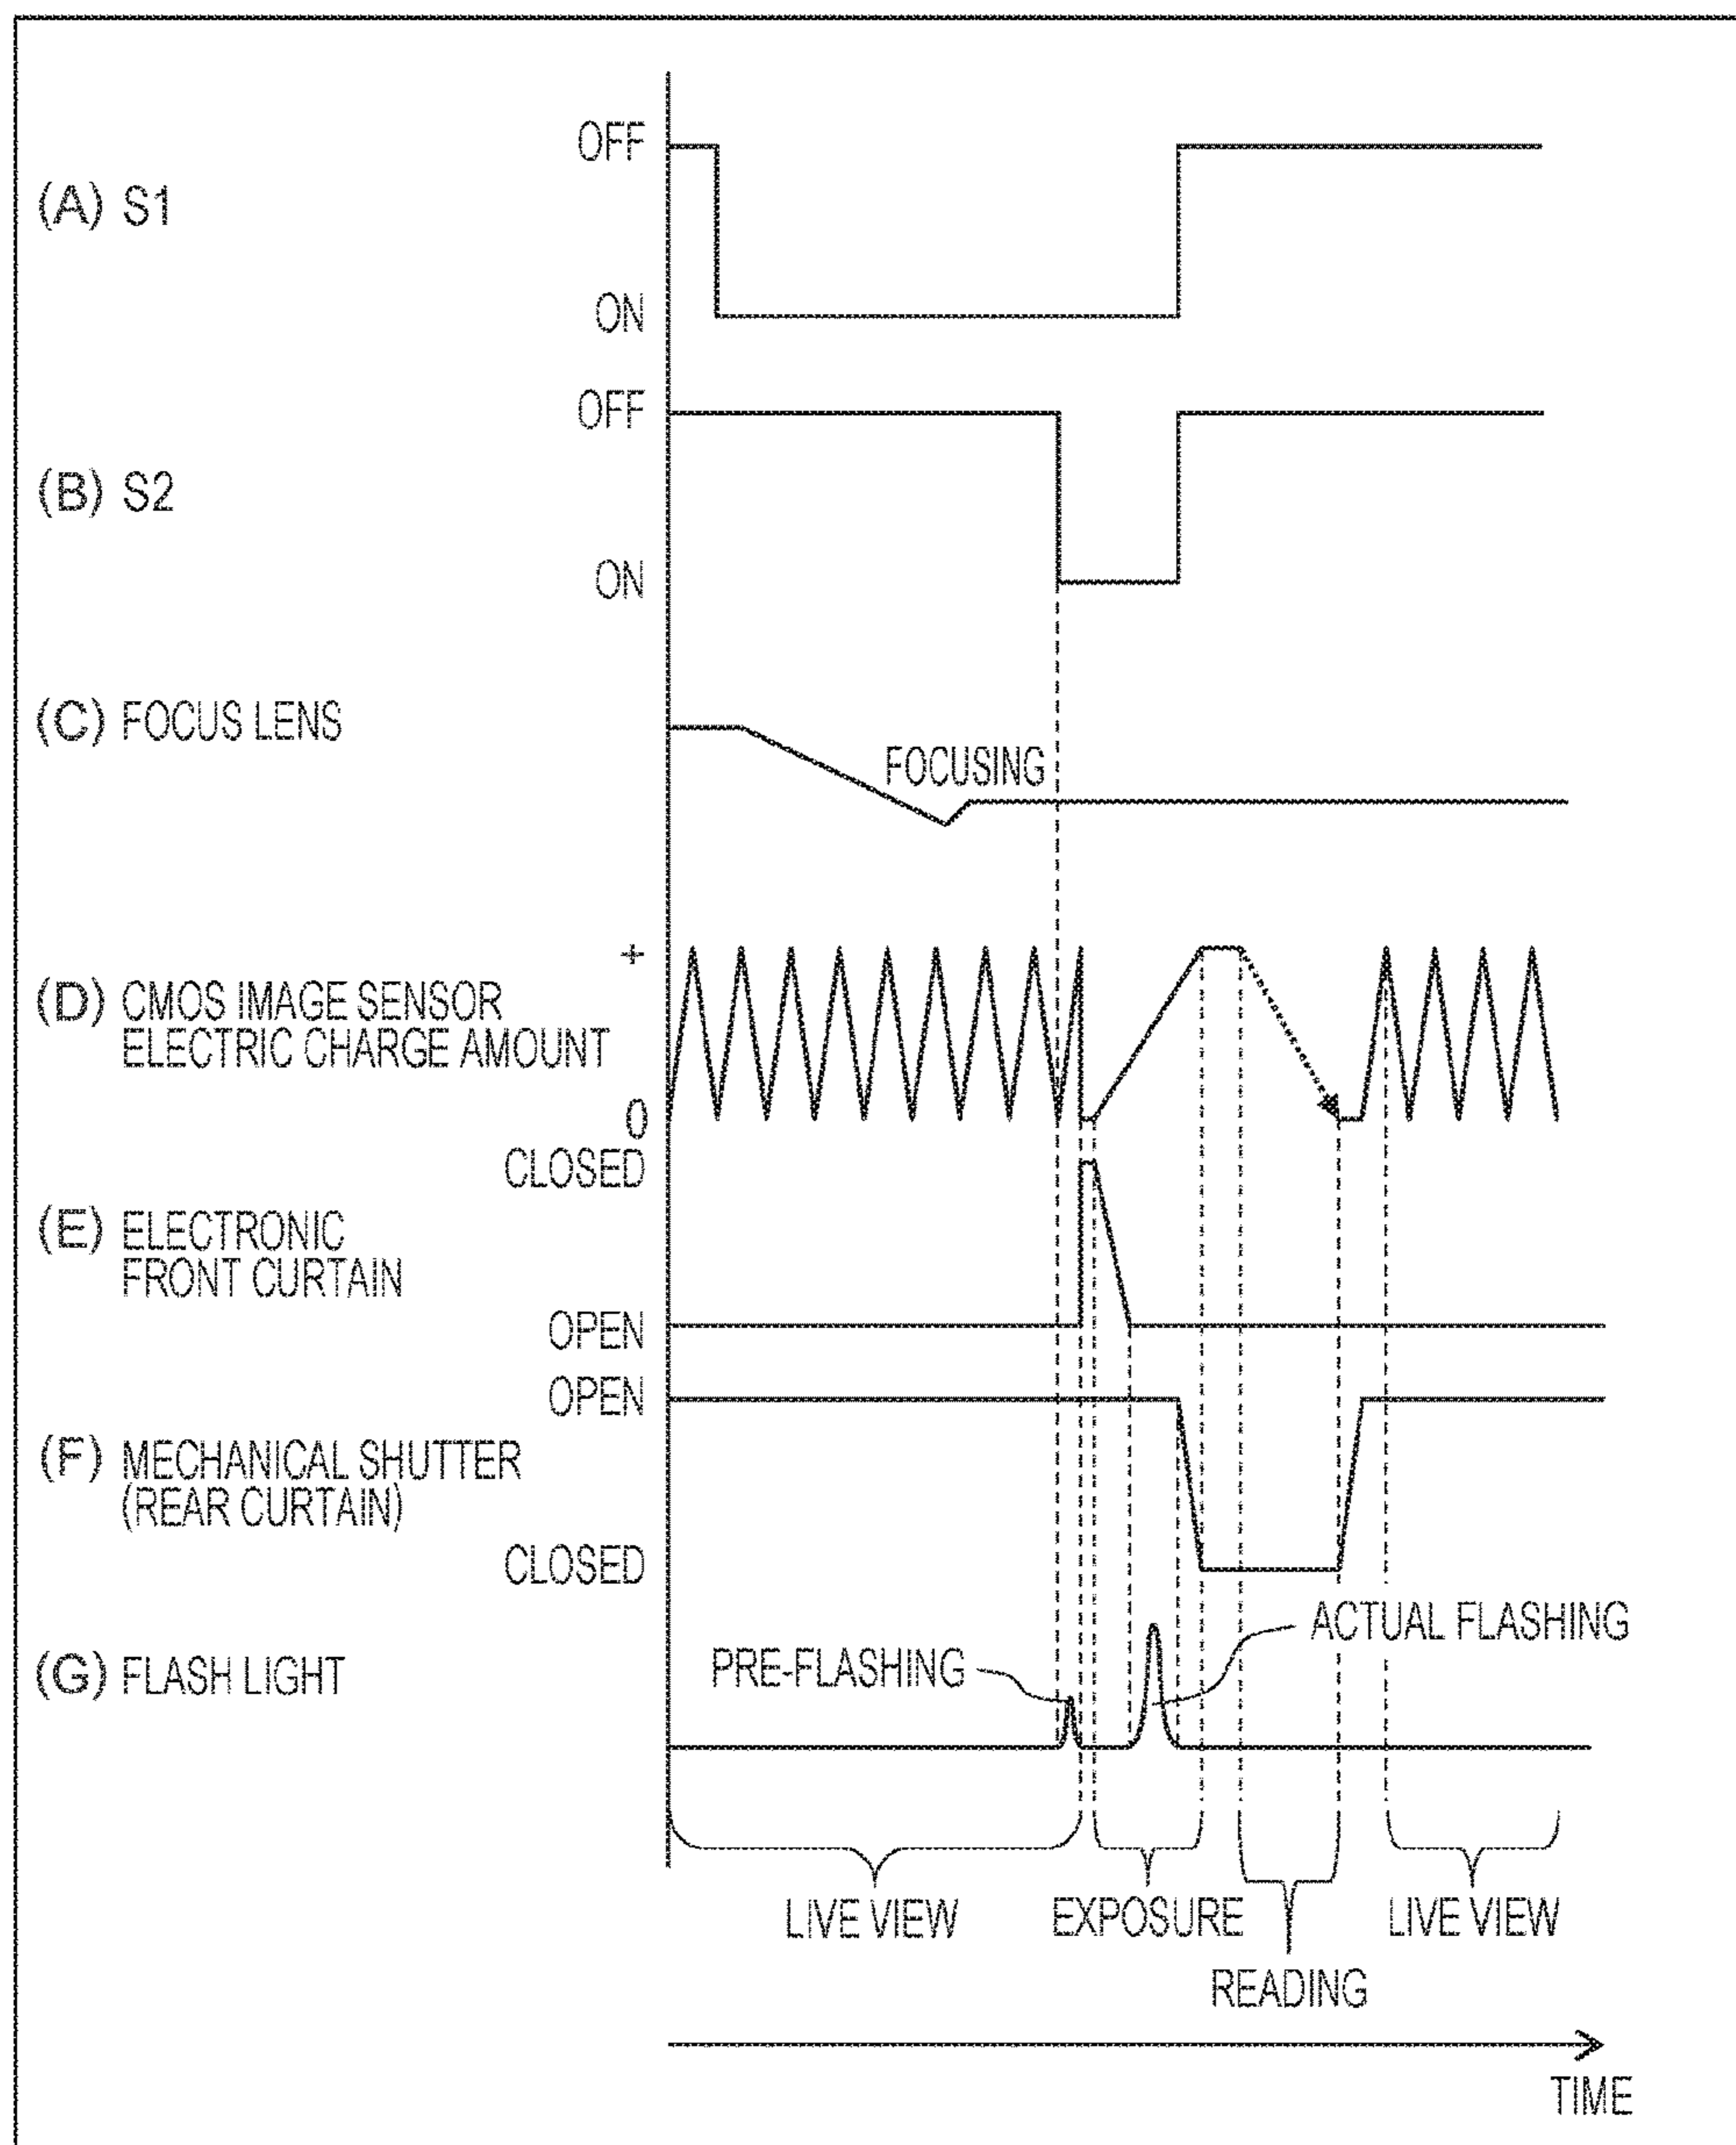 OFF
(A) S1
ON
OFF
(B) S2
ON
(C) FOCUS LENS
FOCUSING
+
(D) CMOS IMAGE SENSOR
ELECTRIC CHARGE AMOUNT
0
CLOSED
(E) ELECTRONIC
FRONT CURTAIN
OPEN
OPEN
(F) MECHANICAL SHUTTER
(REAR CURTAIN)
CLOSED
ACTUAL FLASHING
PRE-FLASHING
(G) FLASH LIGHT
LIVE VIEW
EXPOSURE
LIVE VIEW
READING
TIME